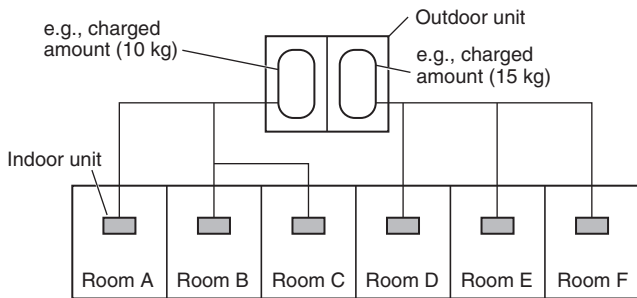 e.g., charged
amount (10 kg)
Outdoor unit
e.g., charged
amount (15 kg)
Indoor unit
Room A
Room B
Room C
Room D
Room E
Room F